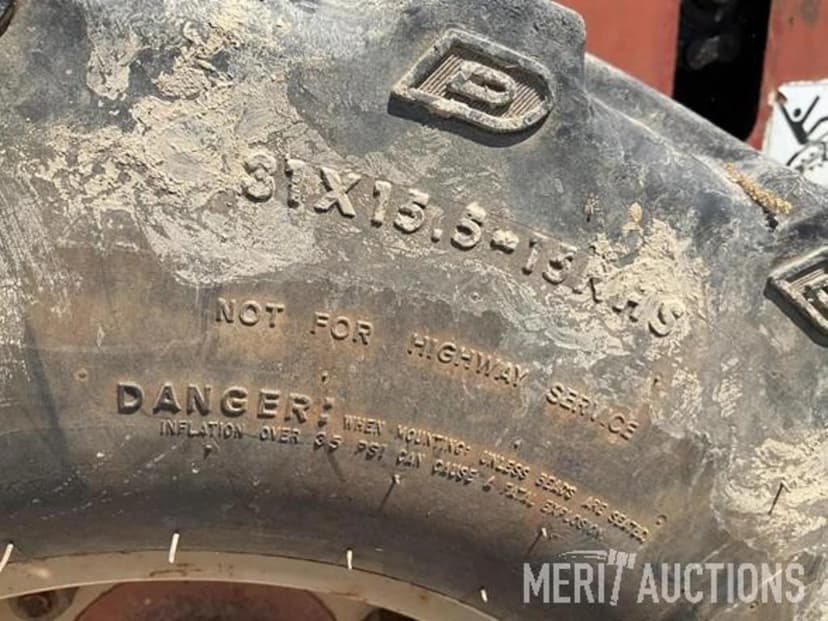 31X15.5-15NHS
NOT FOR HIGHWAY SERVICE
DANGER: WHEN MOUNTING, UNLESS BEADS ARE SEATED,
INFLATION OVER 35 PSI CAN CAUSE A FATAL EXPLOSION.
MERIT AUCTIONS